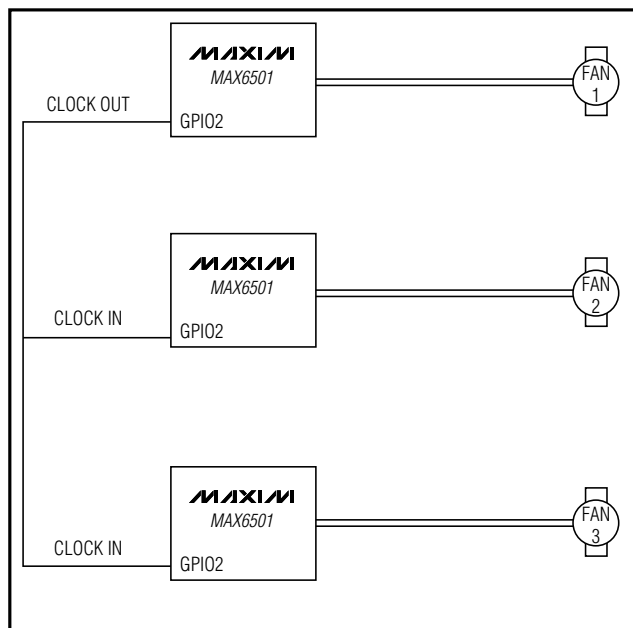 MAXIM
MAX6501
CLOCK OUT
GPIO2
FAN
1
MAXIM
MAX6501
CLOCK IN
GPIO2
FAN
2
MAXIM
MAX6501
CLOCK IN
GPIO2
FAN
3